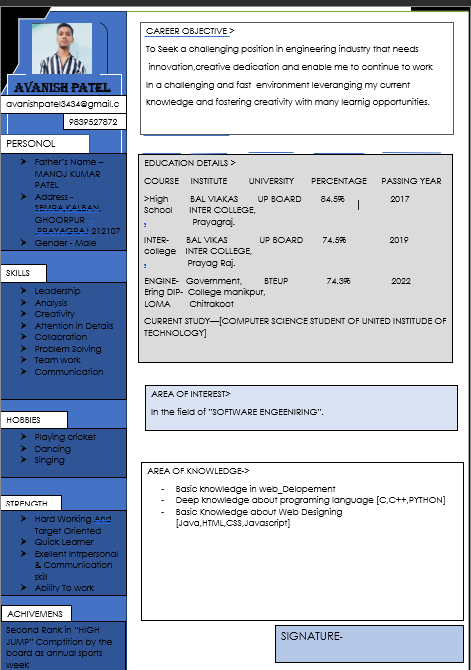 AVANISH PATEL
avanishpatel3434@gmail.c
9839527872
PERSONOL
Father's Name –
MANOJ KUMAR
PATEL
Address -
SEMRA,KALBAN,
GHOORPUR
,PRAYAGRAJ 212107
Gender - Male
SKILLS
Leadership
Analysis
Creativity
Attention in Details
Collabration
Problem Solving
Team work
Communication
HOBBIES
Playing cricket
Dancing
Singing
STRENGTH
Hard Working And
Target Oriented
Quick Learner
Exellent Intrpersonal
& Communication
skill
Ability To work
ACHIVEMENS
Second Rank in "HIGH
JUMP" Comptition by the
board as annual sports
week
CAREER OBJECTIVE >
To Seek a challenging position in engineering industry that needs
innovation,creative dedication and enable me to continue to work
In a challenging and fast environment leveraging my current
knowledge and fostering creativity with many learnig opportunities.
EDUCATION DETAILS >
COURSE INSTITUTE UNIVERSITY PERCENTAGE PASSING YEAR
>High BAL VIAKAS UP BOARD 84.5% 2017
School INTER COLLEGE,
, Prayagraj.
INTER- BAL VIKAS UP BOARD 74.5% 2019
college INTER COLLEGE,
, Prayag Raj.
ENGINE- Government, BTEUP 74.3% 2022
Ering DIP- College manikpur,
LOMA Chitrakoot
CURRENT STUDY—[COMPUTER SCIENCE STUDENT OF UNITED INSTITUDE OF
TECHNOLOGY]
AREA OF INTEREST>
In the field of "SOFTWARE ENGEENIRING".
AREA OF KNOWLEDGE->
- Basic knowledge in web_Delopement
- Deep knowledge about programing language [C,C++,PYTHON]
- Basic knowledge about Web Designing
[Java,HTML,CSS,Javascript]
SIGNATURE-